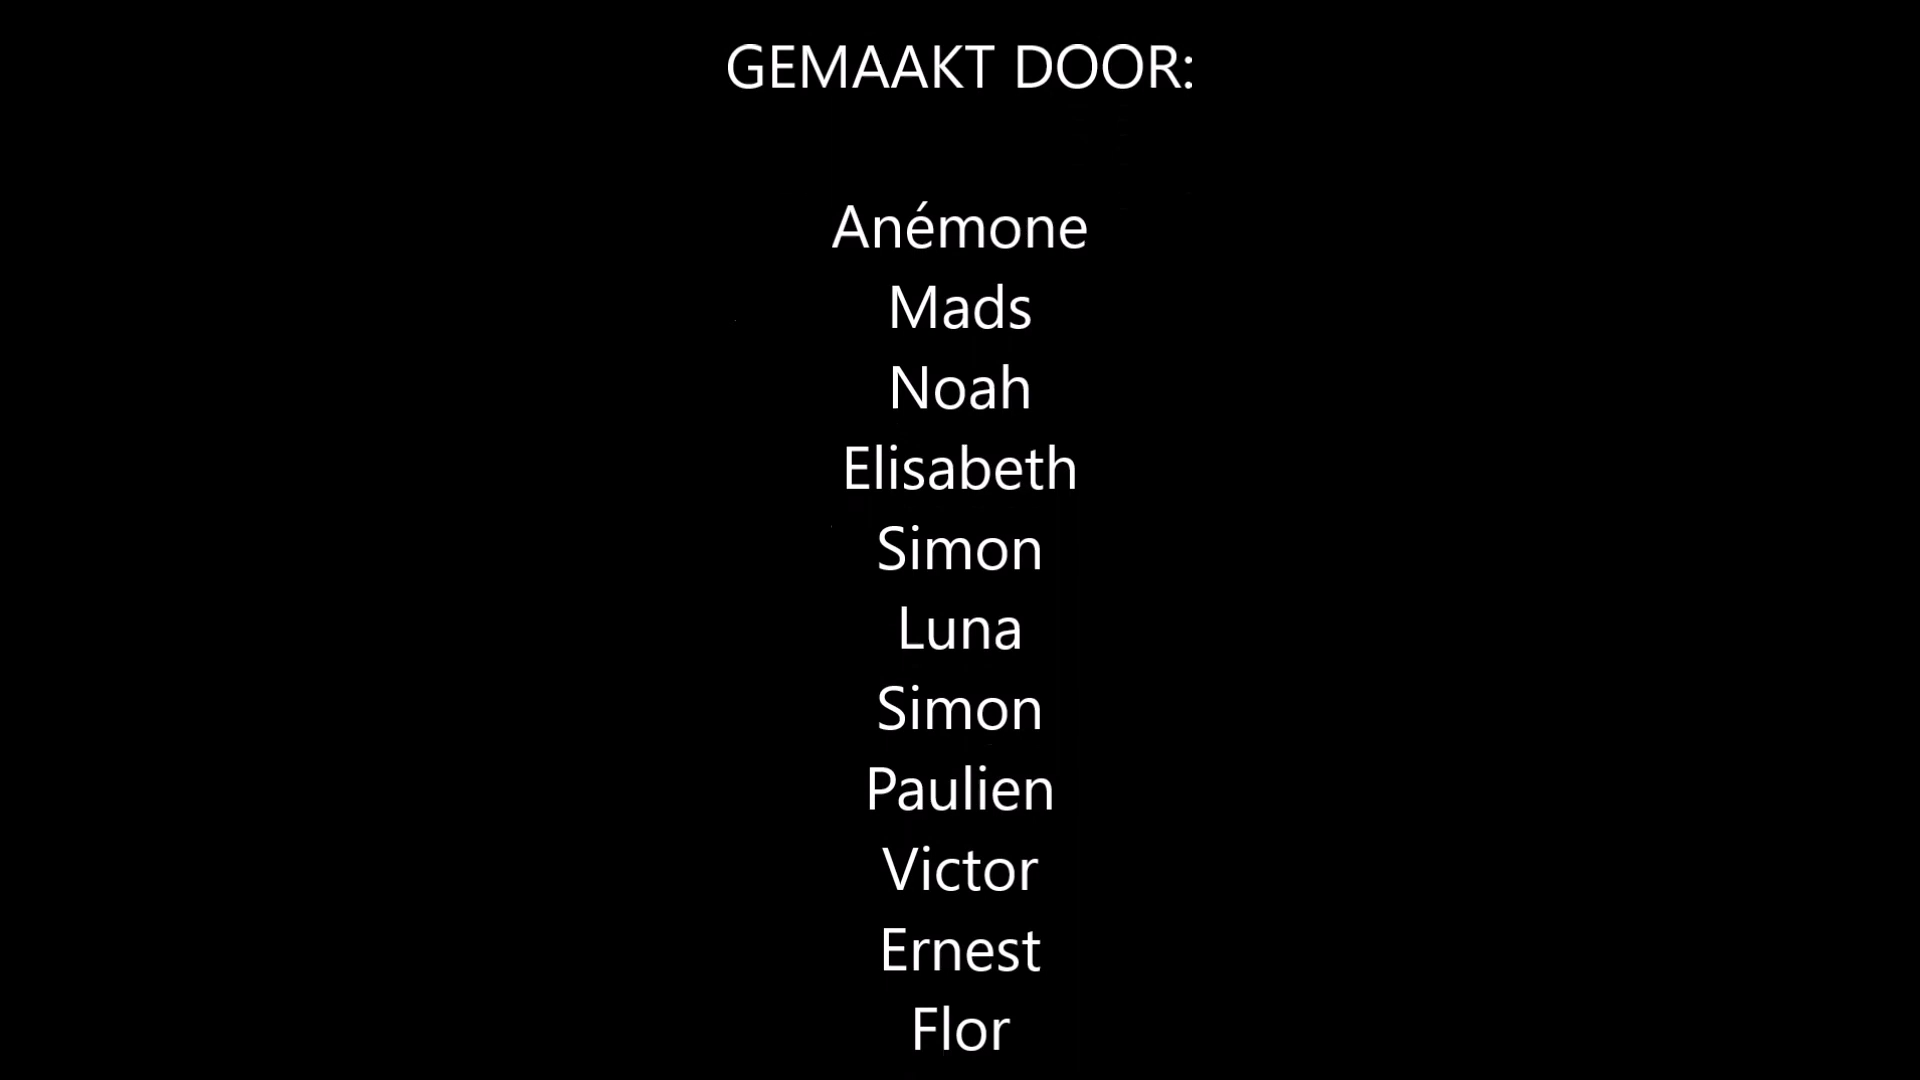 GEMAAKT DOOR:
Anémone
Mads
Noah
Elisabeth
Simon
Luna
Simon
Paulien
Victor
Ernest
Flor